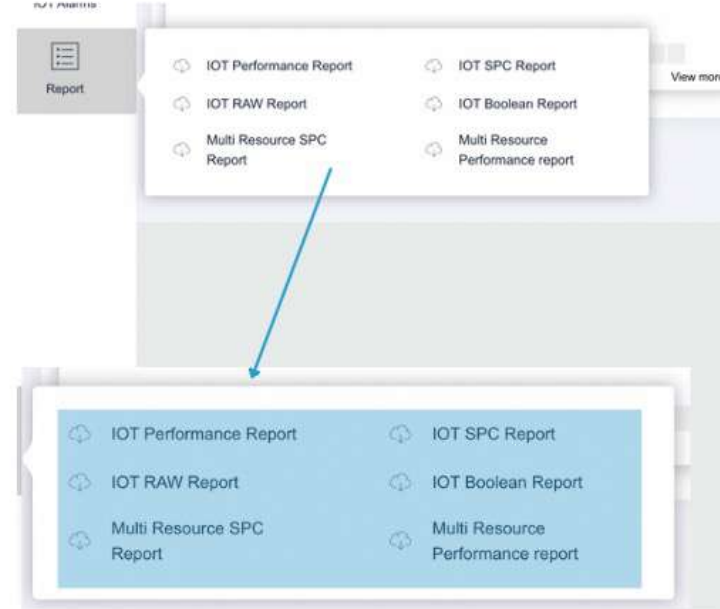 IOT Alarms
Report
IOT Performance Report
IOT SPC Report
IOT RAW Report
IOT Boolean Report
Multi Resource SPC
Report
Multi Resource
Performance report
View more
IOT Performance Report
IOT SPC Report
IOT RAW Report
IOT Boolean Report
Multi Resource SPC
Report
Multi Resource
Performance report